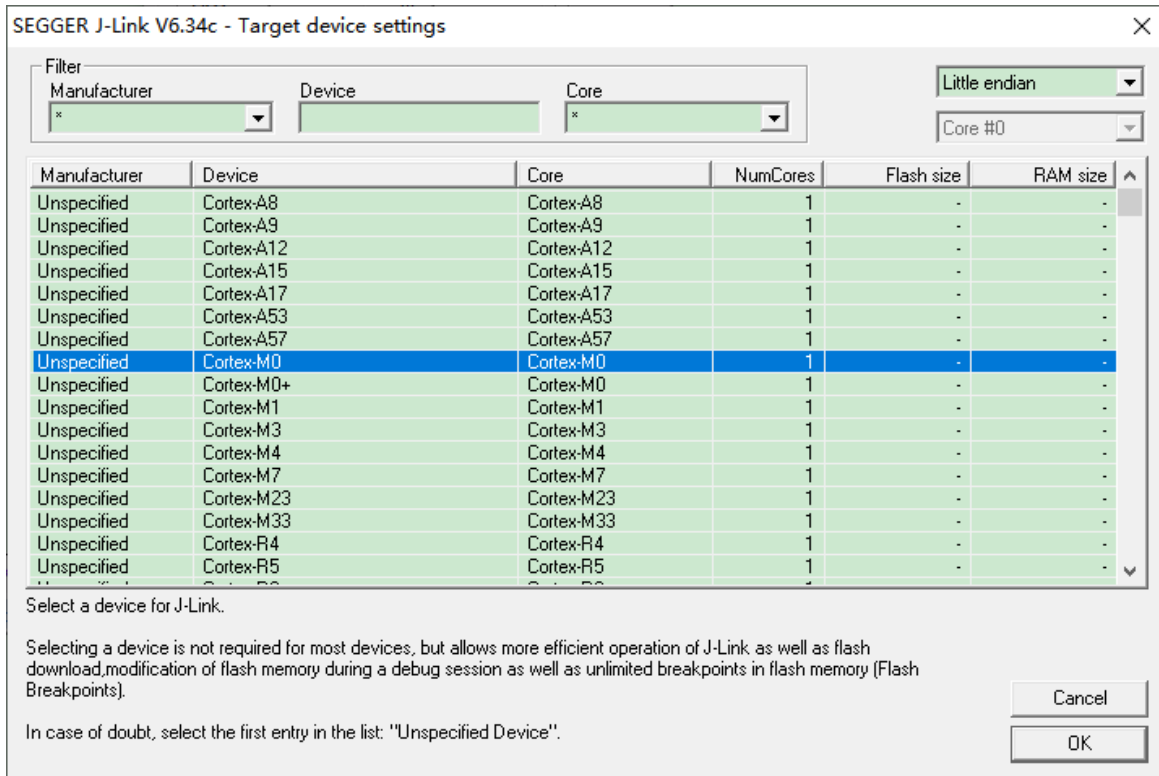 SEGGER J-Link V6.34c - Target device settings
Filter
Manufacturer Device Core
* *
Little endian
Core #0
Manufacturer Device Core NumCores Flash size RAM size
Unspecified Cortex-A8 Cortex-A8 1 - -
Unspecified Cortex-A9 Cortex-A9 1 - -
Unspecified Cortex-A12 Cortex-A12 1 - -
Unspecified Cortex-A15 Cortex-A15 1 - -
Unspecified Cortex-A17 Cortex-A17 1 - -
Unspecified Cortex-A53 Cortex-A53 1 - -
Unspecified Cortex-A57 Cortex-A57 1 - -
Unspecified Cortex-M0 Cortex-M0 1 - -
Unspecified Cortex-M0+ Cortex-M0 1 - -
Unspecified Cortex-M1 Cortex-M1 1 - -
Unspecified Cortex-M3 Cortex-M3 1 - -
Unspecified Cortex-M4 Cortex-M4 1 - -
Unspecified Cortex-M7 Cortex-M7 1 - -
Unspecified Cortex-M23 Cortex-M23 1 - -
Unspecified Cortex-M33 Cortex-M33 1 - -
Unspecified Cortex-R4 Cortex-R4 1 - -
Unspecified Cortex-R5 Cortex-R5 1 - -
Select a device for J-Link.
Selecting a device is not required for most devices, but allows more efficient operation of J-Link as well as flash
download,modification of flash memory during a debug session as well as unlimited breakpoints in flash memory (Flash
Breakpoints).
In case of doubt, select the first entry in the list: "Unspecified Device".
Cancel
OK